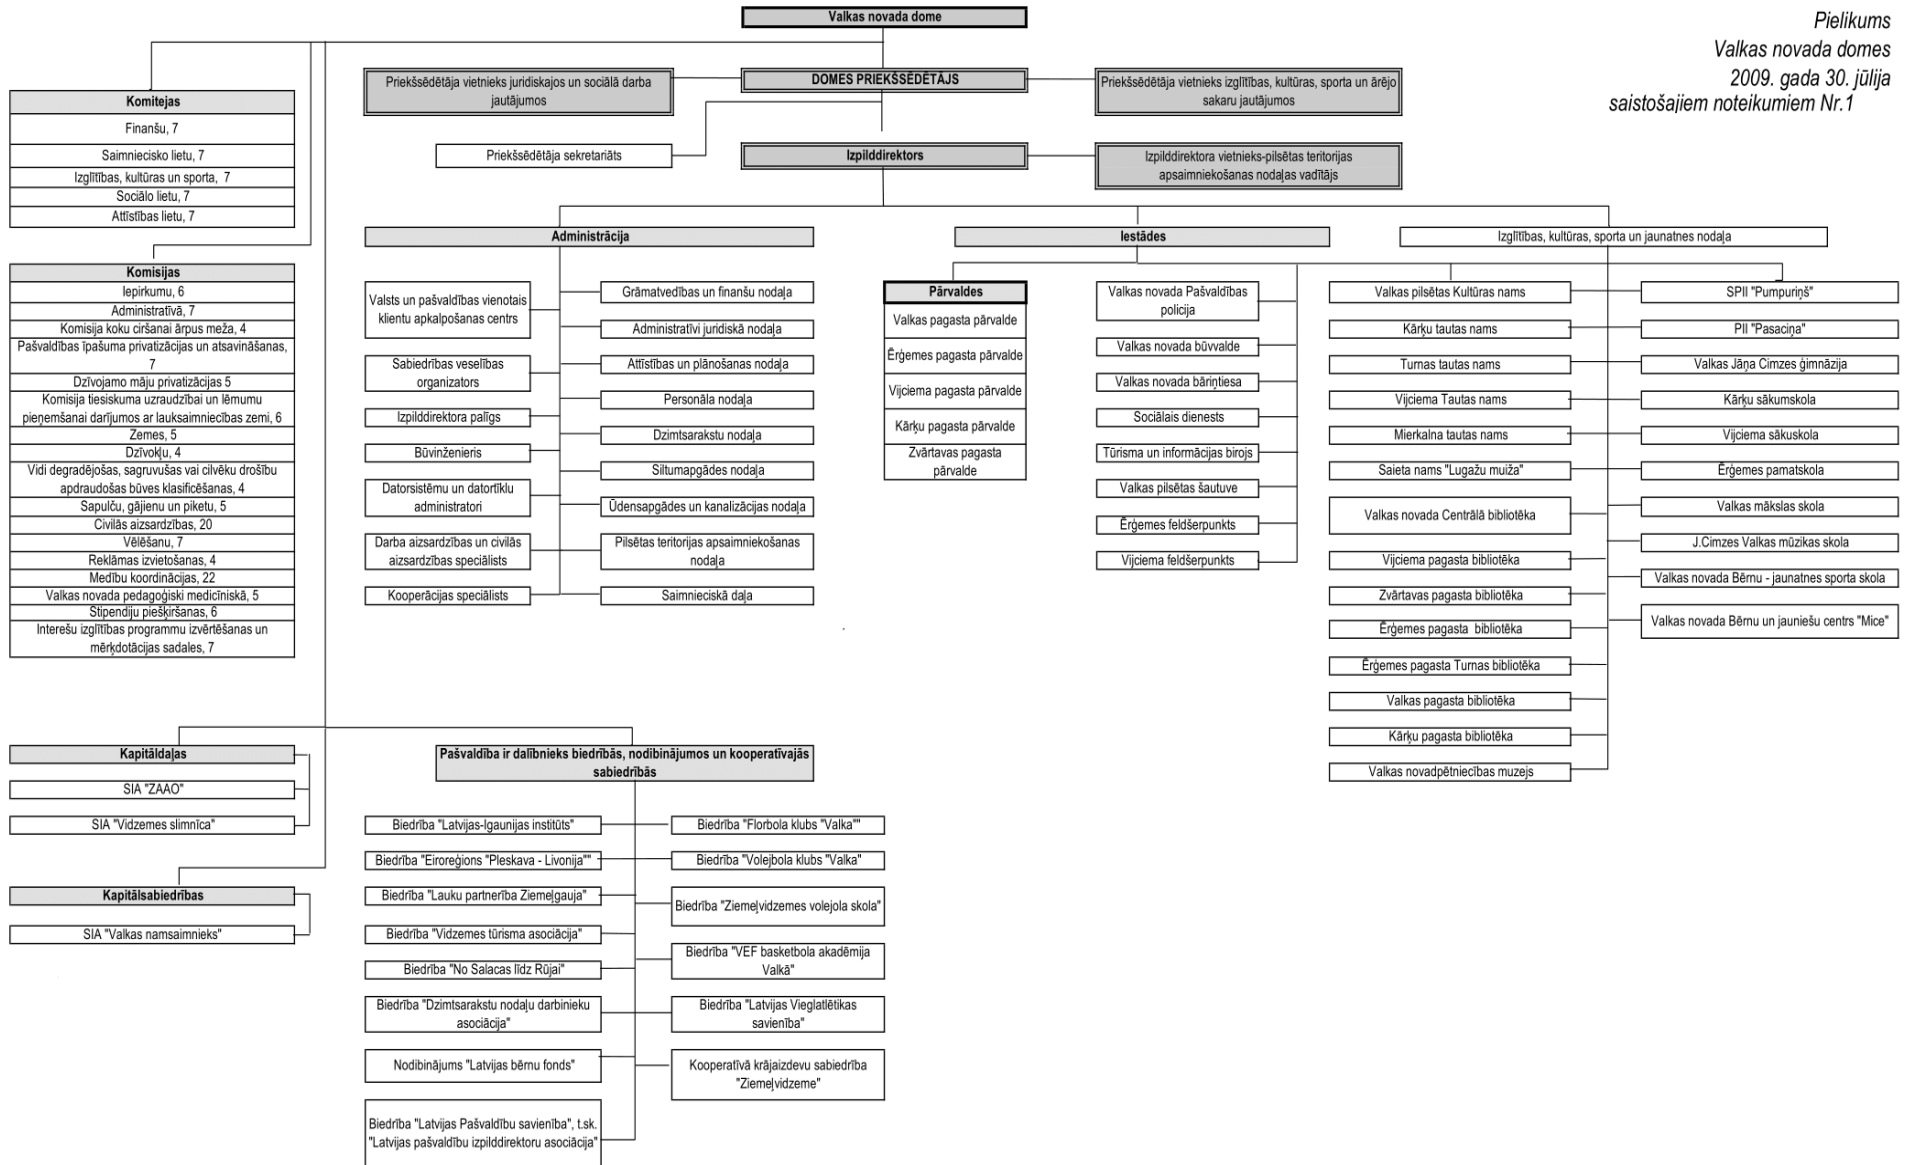 Valkas novada dome
Pielikums
Valkas novada domes
2009. gada 30. jūlija
saistošajiem noteikumiem Nr.1
Priekšsēdētāja vietnieks juridiskajos un sociālā darba
jautājumos
DOMES PRIEKŠSĒDĒTĀJS
Priekšsēdētāja vietnieks izglītības, kultūras, sporta un ārējo
sakaru jautājumos
Priekšsēdētāja sekretariāts
Izpilddirektors
Izpilddirektora vietnieks-pilsētas teritorijas
apsaimniekošanas nodaļas vadītājs
Komitejas
Finanšu, 7
Saimniecisko lietu, 7
Izglītības, kultūras un sporta, 7
Sociālo lietu, 7
Attīstības lietu, 7
Komisijas
Iepirkumu, 6
Administratīvā, 7
Komisija koku ciršanai ārpus meža, 4
Pašvaldības īpašuma privatizācijas un atsavināšanas,
7
Dzīvojamo māju privatizācijas 5
Komisija tiesiskuma uzraudzībai un lēmumu
pieņemšanai darījumos ar lauksaimniecības zemi, 6
Zemes, 5
Dzīvokļu, 4
Vidi degradējošas, sagruvušas vai cilvēku drošību
apdraudošas būves klasificēšanas, 4
Sapulču, gājienu un piketu, 5
Civilās aizsardzības, 20
Vēlēšanu, 7
Reklāmas izvietošanas, 4
Medību koordinācijas, 22
Valkas novada pedagoģiski medicīniskā, 5
Stipendiju piešķiršanas, 6
Interešu izglītības programmu izvērtēšanas un
mērķdotācijas sadales, 7
Administrācija
Valsts un pašvaldības vienotais
klientu apkalpošanas centrs
Sabiedrības veselības
organizators
Izpilddirektora palīgs
Būvinženieris
Datorsistēmu un datortīklu
administratori
Darba aizsardzības un civilās
aizsardzības speciālists
Kooperācijas speciālists
Grāmatvedības un finanšu nodaļa
Administratīvi juridiskā nodaļa
Attīstības un plānošanas nodaļa
Personāla nodaļa
Dzimtsarakstu nodaļa
Siltumapgādes nodaļa
Ūdensapgādes un kanalizācijas nodaļa
Pilsētas teritorijas apsaimniekošanas
nodaļa
Saimnieciskā daļa
Iestādes
Pārvaldes
Valkas pagasta pārvalde
Ērģemes pagasta pārvalde
Vijciema pagasta pārvalde
Kārķu pagasta pārvalde
Zvārtavas pagasta
pārvalde
Valkas novada Pašvaldības
policija
Valkas novada būvvalde
Valkas novada bāriņtiesa
Sociālais dienests
Tūrisma un informācijas birojs
Valkas pilsētas šautuve
Ērģemes feldšerpunkts
Vijciema feldšerpunkts
Izglītības, kultūras, sporta un jaunatnes nodaļa
Valkas pilsētas Kultūras nams
Kārķu tautas nams
Turnas tautas nams
Vijciema Tautas nams
Mierkalna tautas nams
Saieta nams "Lugažu muiža"
Valkas novada Centrālā bibliotēka
Vijciema pagasta bibliotēka
Zvārtavas pagasta bibliotēka
Ērģemes pagasta bibliotēka
Ērģemes pagasta Turnas bibliotēka
Valkas pagasta bibliotēka
Kārķu pagasta bibliotēka
Valkas novadpētniecības muzejs
SPII "Pumpuriņš"
PII "Pasaciņa"
Valkas Jāņa Cimzes ģimnāzija
Kārķu sākumskola
Vijciema sākuskola
Ērģemes pamatskola
Valkas mākslas skola
J.Cimzes Valkas mūzikas skola
Valkas novada Bērnu - jaunatnes sporta skola
Valkas novada Bērnu un jauniešu centrs "Mice"
Kapitāldaļas
SIA "ZAAO"
SIA "Vidzemes slimnīca"
Kapitālsabiedrības
SIA "Valkas namsaimnieks"
Pašvaldība ir dalībnieks biedrībās, nodibinājumos un kooperatīvajās
sabiedrībās
Biedrība "Latvijas-Igaunijas institūts"
Biedrība "Eiroreģions "Pleskava - Livonija""
Biedrība "Lauku partnerība Ziemeļgauja"
Biedrība "Vidzemes tūrisma asociācija"
Biedrība "No Salacas līdz Rūjai"
Biedrība "Dzimtsarakstu nodaļu darbinieku
asociācija"
Nodibinājums "Latvijas bērnu fonds"
Biedrība "Latvijas Pašvaldību savienība", t.sk.
"Latvijas pašvaldību izpilddirektoru asociācija"
Biedrība "Florbola klubs "Valka""
Biedrība "Volejbola klubs "Valka"
Biedrība "Ziemeļvidzemes volejola skola"
Biedrība "VEF basketbola akadēmija
Valkā"
Biedrība "Latvijas Vieglatlētikas
savienība"
Kooperatīvā krājaizdevu sabiedrība
"Ziemeļvidzeme"